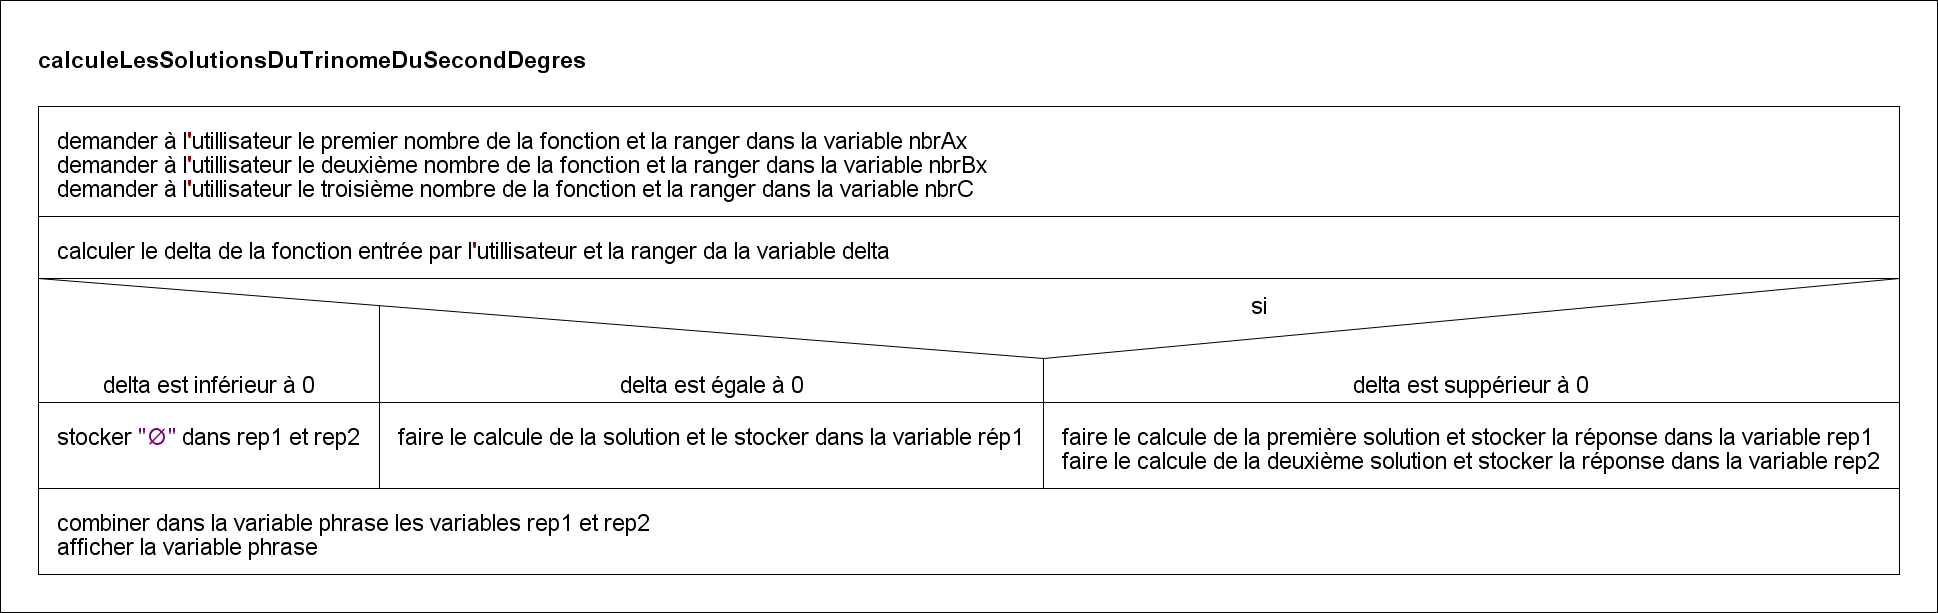 calculeLesSolutionsDuTrinomeDuSecondDegres
demander à l'utillisateur le premier nombre de la fonction et la ranger dans la variable nbrAx
demander à l'utillisateur le deuxième nombre de la fonction et la ranger dans la variable nbrBx
demander à l'utillisateur le troisième nombre de la fonction et la ranger dans la variable nbrC
calculer le delta de la fonction entrée par l'utillisateur et la ranger da la variable delta
si
delta est inférieur à 0
delta est égale à 0
delta est suppérieur à 0
stocker "∅" dans rep1 et rep2
faire le calcule de la solution et le stocker dans la variable rép1
faire le calcule de la première solution et stocker la réponse dans la variable rep1
faire le calcule de la deuxième solution et stocker la réponse dans la variable rep2
combiner dans la variable phrase les variables rep1 et rep2
afficher la variable phrase